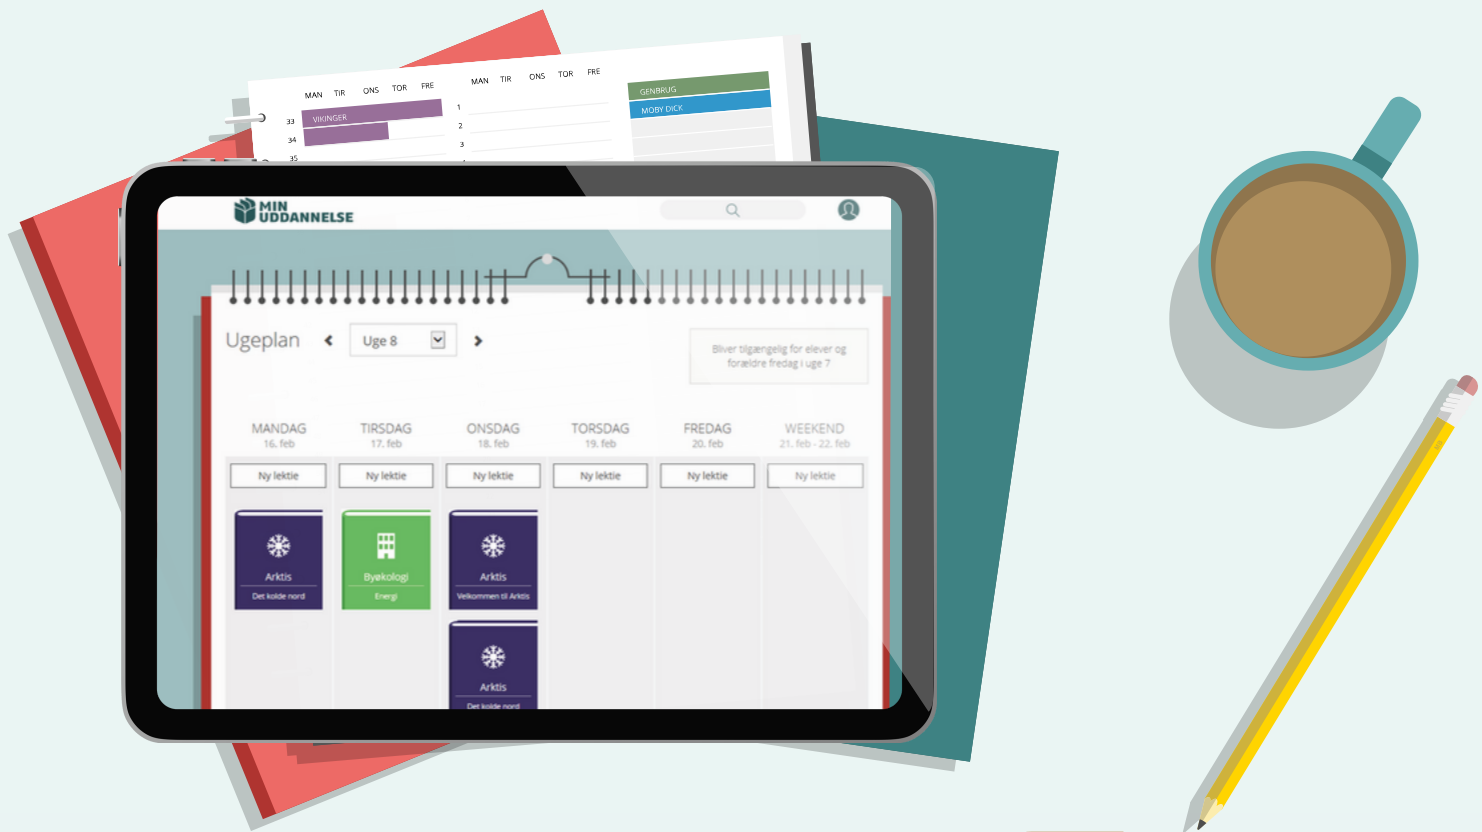 MAN TIR ONS TOR FRE
33 VIKINGER
34
35
MAN TIR ONS TOR FRE
1
2
3
GENBRUG
MOBY DICK
MIN
UDDANNELSE
Ugeplan
Uge 8
Bliver tilgængelig for elever og
forældre fredag i uge 7
MANDAG TIRSDAG ONSDAG TORSDAG FREDAG WEEKEND
16. feb 17. feb 18. feb 19. feb 20. feb 21. feb - 22. feb
Ny lektie Ny lektie Ny lektie Ny lektie Ny lektie Ny lektie
Arktis Byøkologi Arktis
Det kolde nord Energi Velkommen til Arktis
Arktis
Det kolde nord